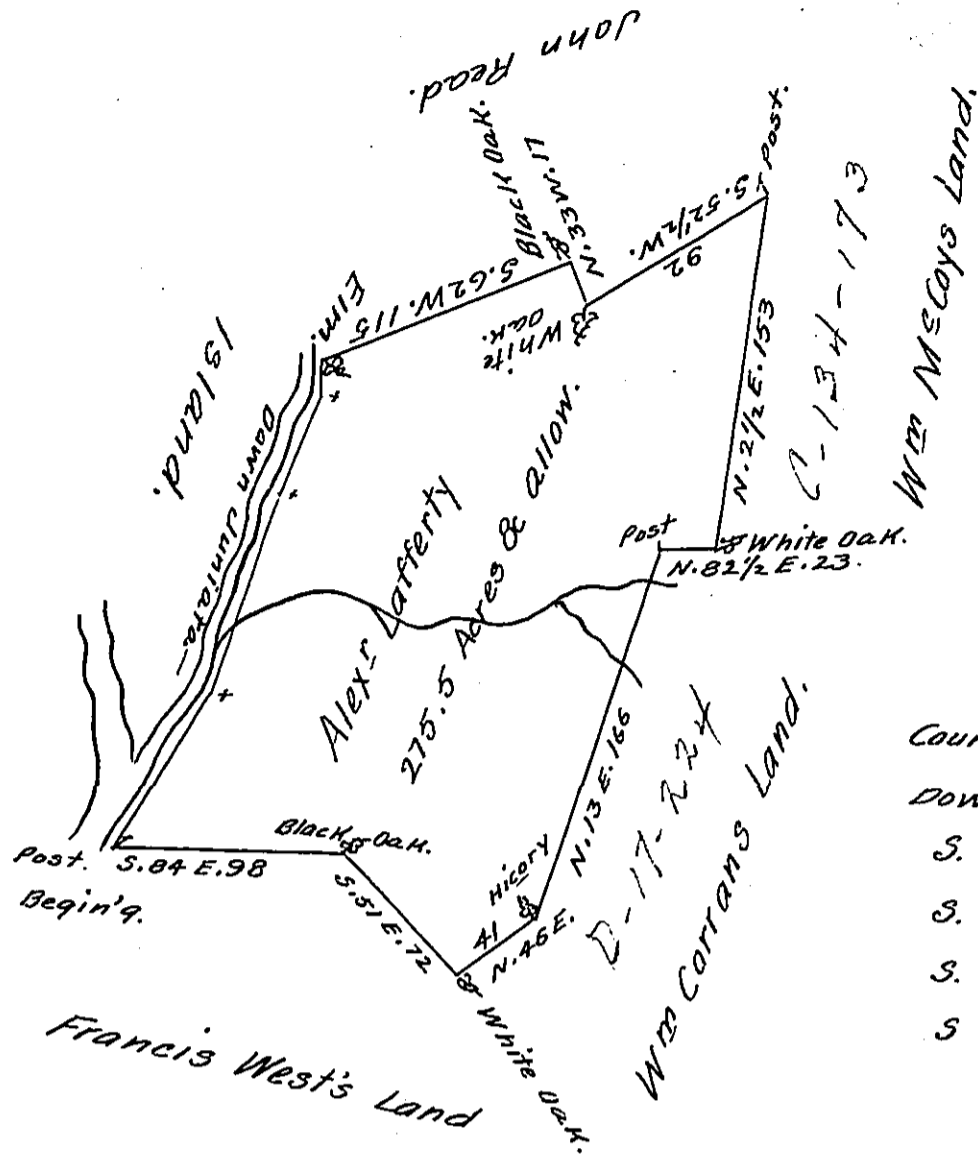 John Read.
Black Oak.
N.33W.17
Post.
S.52½W.
92
S.62W.115
Elm.
White
Oak.
Island.
Down Juniata.
N.2½E.153
C-134-173
Wm McCoys Land.
Alexr Lafferty
275.5 Acres & allow.
Post
White Oak.
N.82½E.23.
N.13E.166
D-17-224
Wm Corrans Land.
Hicory
41
N.46E.
Black Oak.
Post.
S.84E.98
Begin'g.
S.51E.72
White Oak.
Francis West's Land
Cour
Dow
S.
S.
S.
S